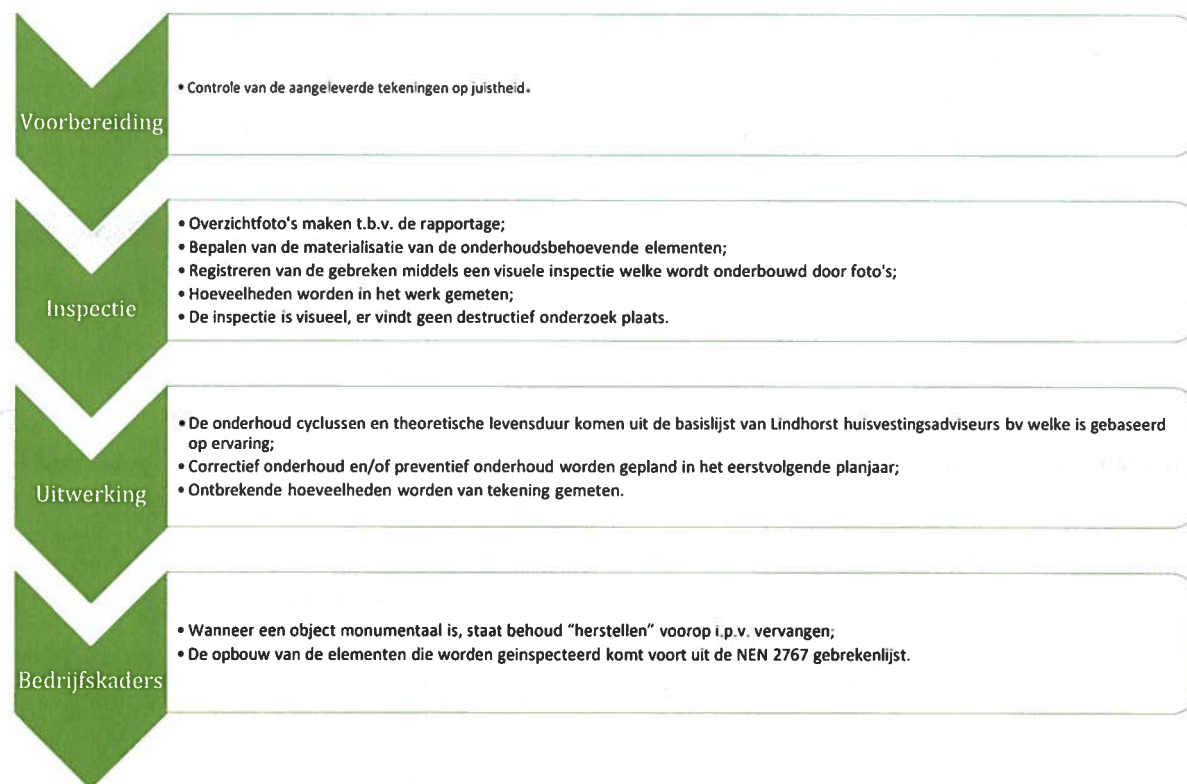 Voorbereiding
• Controle van de aangeleverde tekeningen op juistheid.
Inspectie
• Overzichtfoto's maken t.b.v. de rapportage;
• Bepalen van de materialisatie van de onderhoudsbehoevende elementen;
• Registreren van de gebreken middels een visuele inspectie welke wordt onderbouwd door foto's;
• Hoeveelheden worden in het werk gemeten;
• De inspectie is visueel, er vindt geen destructief onderzoek plaats.
Uitwerking
• De onderhoud cyclussen en theoretische levensduur komen uit de basislijst van Lindhorst huisvestingsadviseurs bv welke is gebaseerd
op ervaring;
• Correctief onderhoud en/of preventief onderhoud worden gepland in het eerstvolgende planjaar;
• Ontbrekende hoeveelheden worden van tekening gemeten.
Bedrijfskaders
• Wanneer een object monumentaal is, staat behoud "herstellen" voorop i.p.v. vervangen;
• De opbouw van de elementen die worden geinspecteerd komt voort uit de NEN 2767 gebrekenlijst.